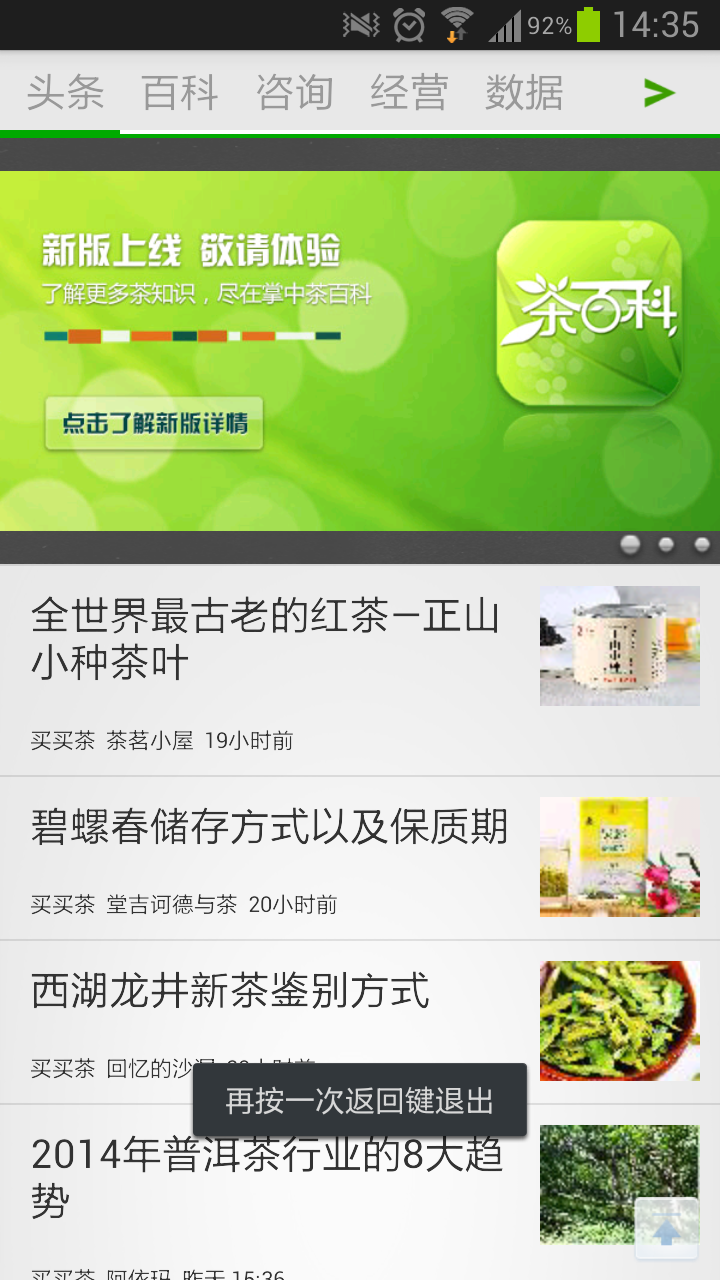 92% 14:35
头条 百科 咨询 经营 数据
新版上线 敬请体验
了解更多茶知识，尽在掌中茶百科
茶百科
点击了解新版详情
全世界最古老的红茶—正山
小种茶叶
买买茶 茶茗小屋 19小时前
碧螺春储存方式以及保质期
买买茶 堂吉诃德与茶 20小时前
西湖龙井新茶鉴别方式
买买茶 回忆的沙
再按一次返回键退出
2014年普洱茶行业的8大趋
势
买买茶 阿依玛 昨天 15:36